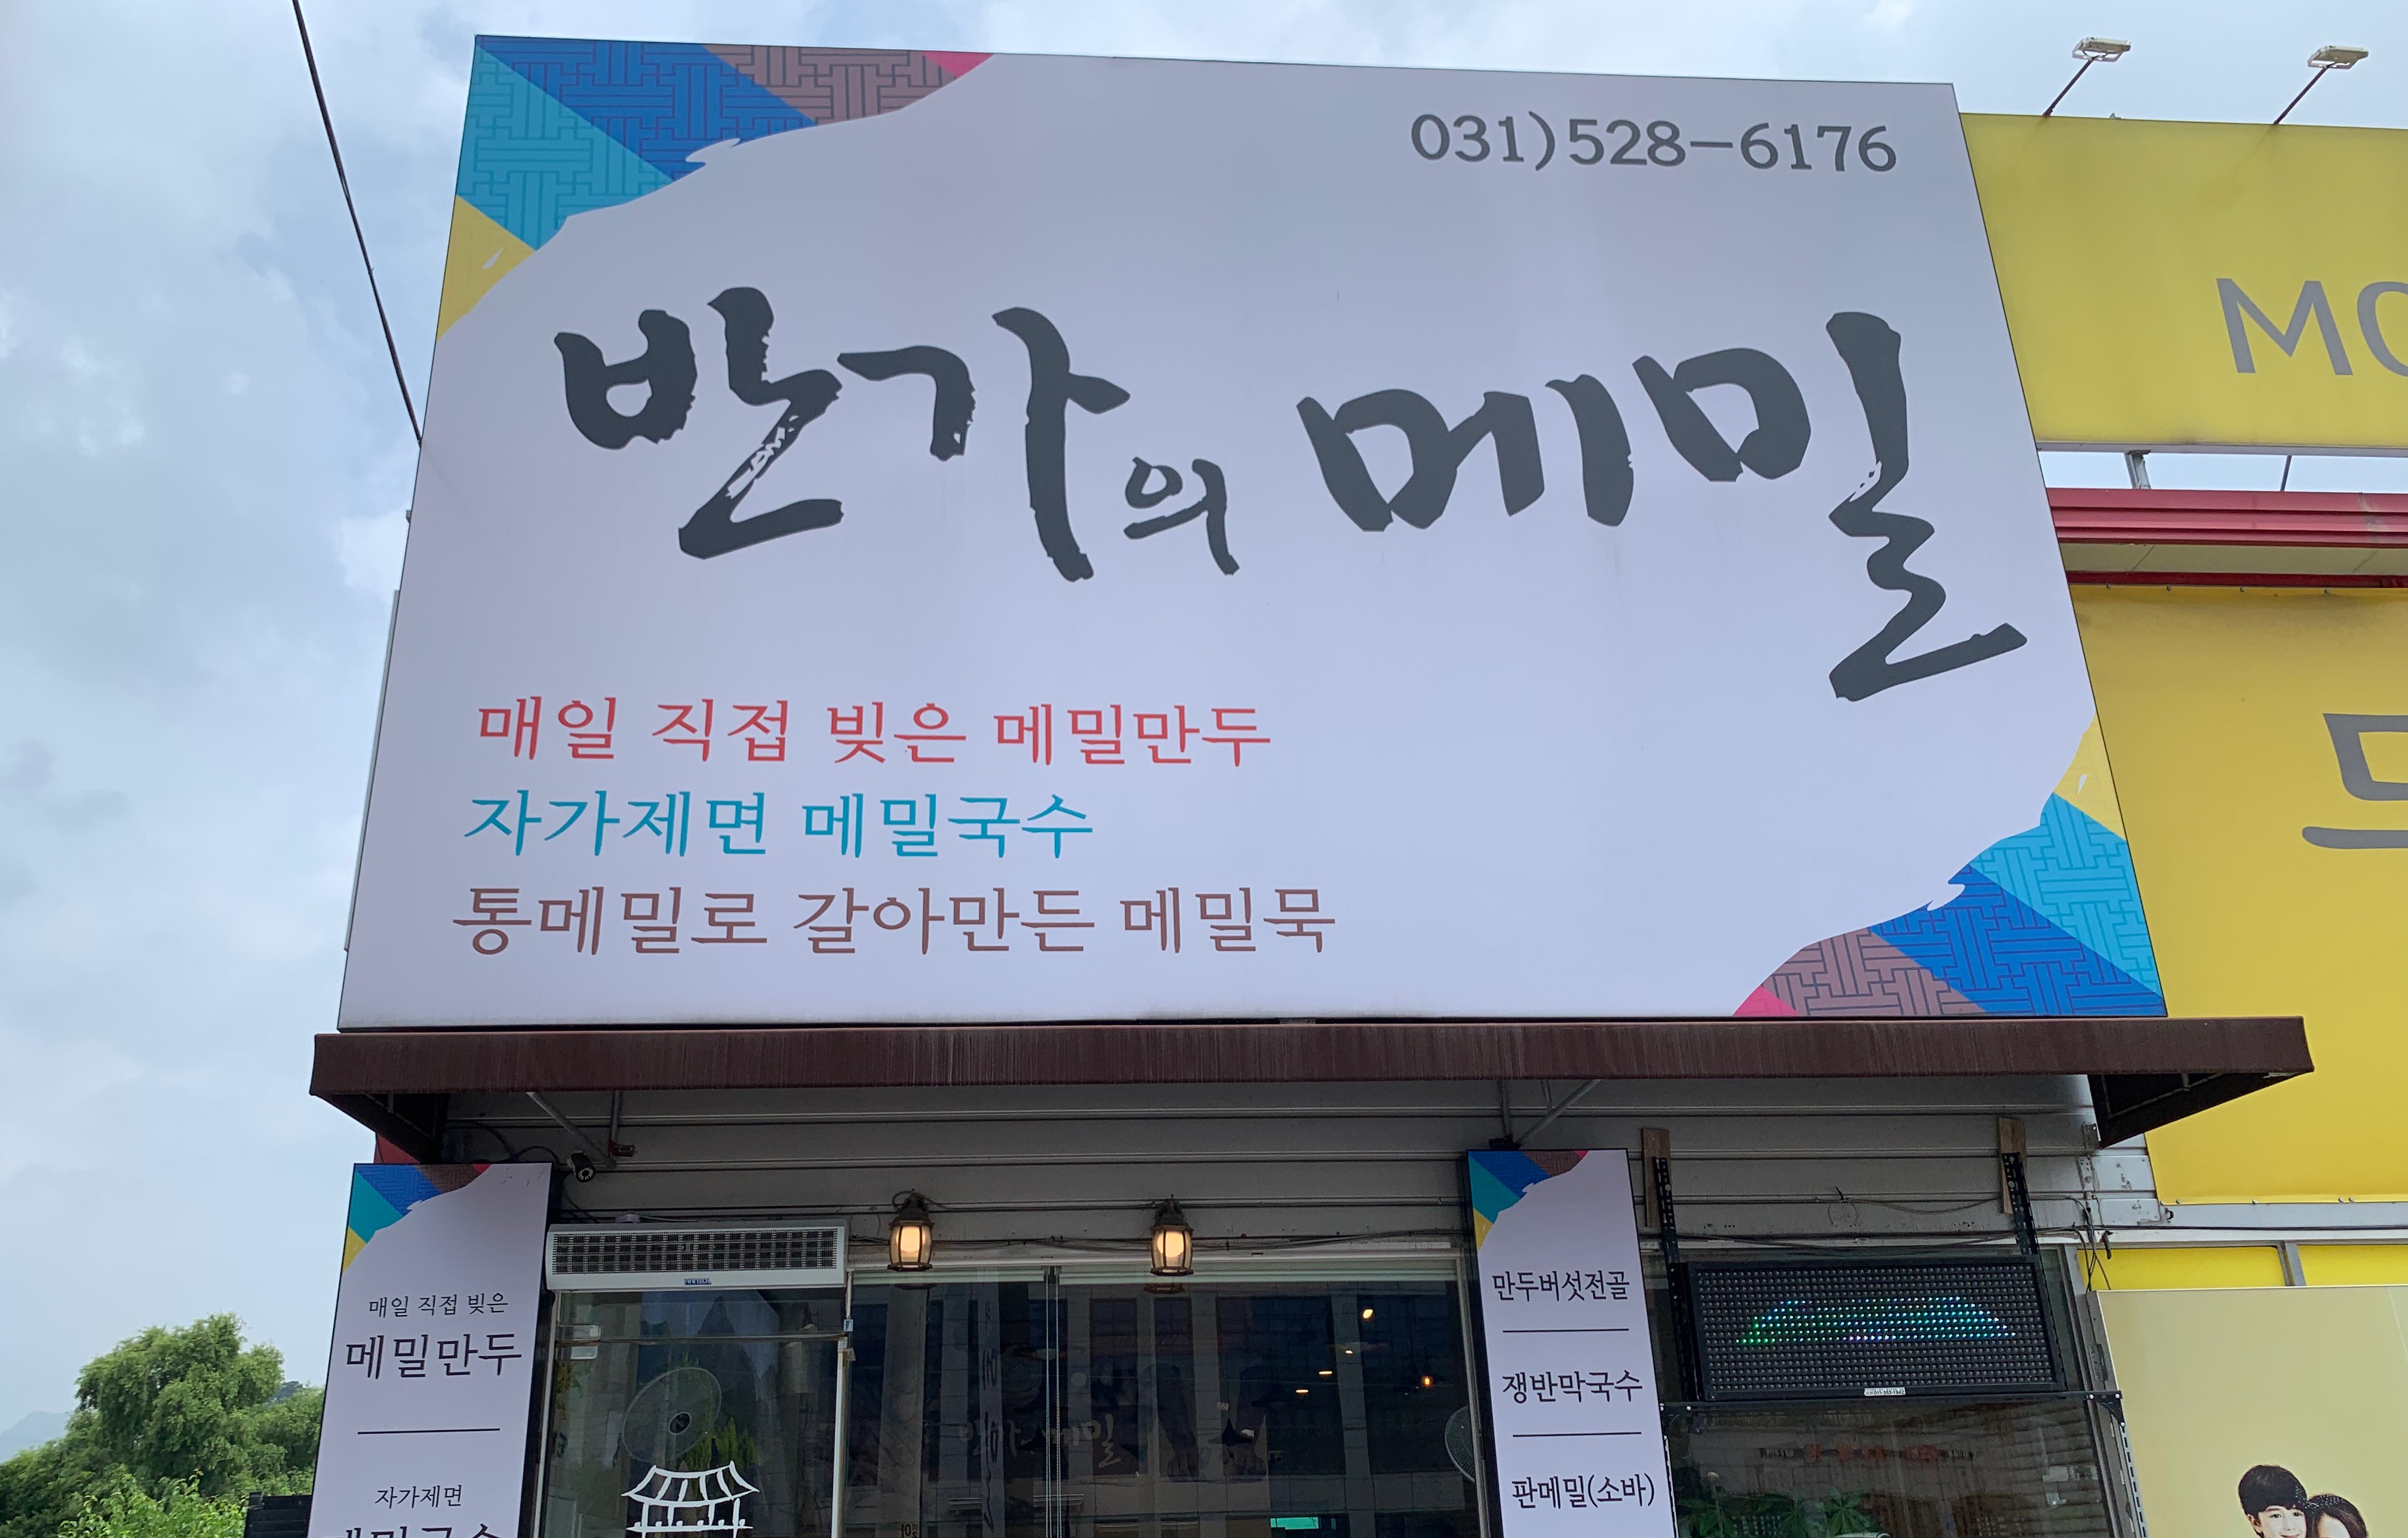 031)528-6176
반가의 메밀
매일 직접 빚은 메밀만두
자가제면 메밀국수
통메밀로 갈아만든 메밀묵
매일 직접 빚은
메밀만두
자가제면
만두버섯전골
쟁반막국수
판메밀(소바)